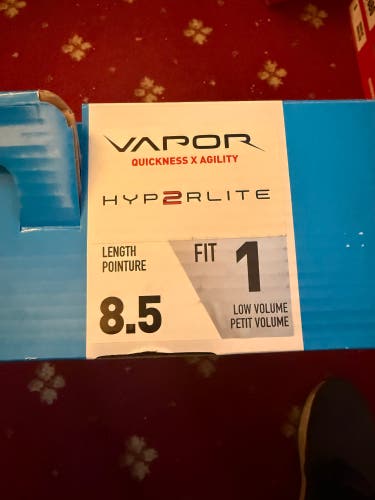 VAPOR
QUICKNESS X AGILITY
HYP2RLITE
LENGTH
POINTURE
8.5
FIT 1
LOW VOLUME
PETIT VOLUME